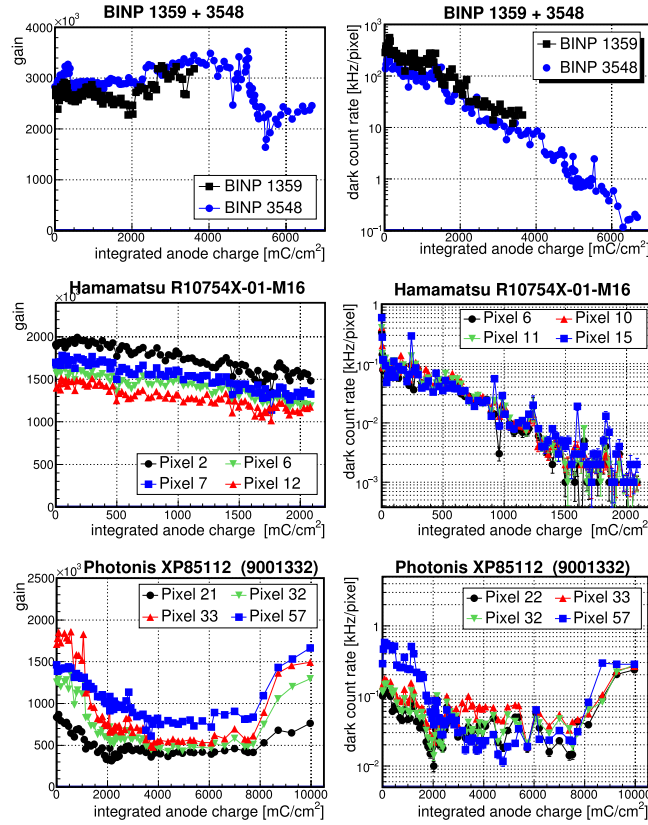 BINP 1359 + 3548
×10³
gain
4000
3000
2000
1000
0
BINP 1359
BINP 3548
0 2000 4000 6000
integrated anode charge [mC/cm²]
BINP 1359 + 3548
dark count rate [kHz/pixel]
10³
10²
10
1
10⁻¹
BINP 1359
BINP 3548
2000 4000 6000
integrated anode charge [mC/cm²]
Hamamatsu R10754X-01-M16
×10³
gain
2000
1500
1000
500
0
Pixel 2 Pixel 6
Pixel 7 Pixel 12
0 500 1000 1500 2000
integrated anode charge [mC/cm²]
Hamamatsu R10754X-01-M16
dark count rate [kHz/pixel]
1
10⁻¹
10⁻²
10⁻³
Pixel 6 Pixel 10
Pixel 11 Pixel 15
0 500 1000 1500 2000
integrated anode charge [mC/cm²]
Photonis XP85112 (9001332)
×10³
gain
2500
2000
1500
1000
500
0
Pixel 21 Pixel 32
Pixel 33 Pixel 57
0 2000 4000 6000 8000 10000
integrated anode charge [mC/cm²]
Photonis XP85112 (9001332)
dark count rate [kHz/pixel]
1
10⁻¹
10⁻²
Pixel 22 Pixel 33
Pixel 32 Pixel 57
0 2000 4000 6000 8000 10000
integrated anode charge [mC/cm²]